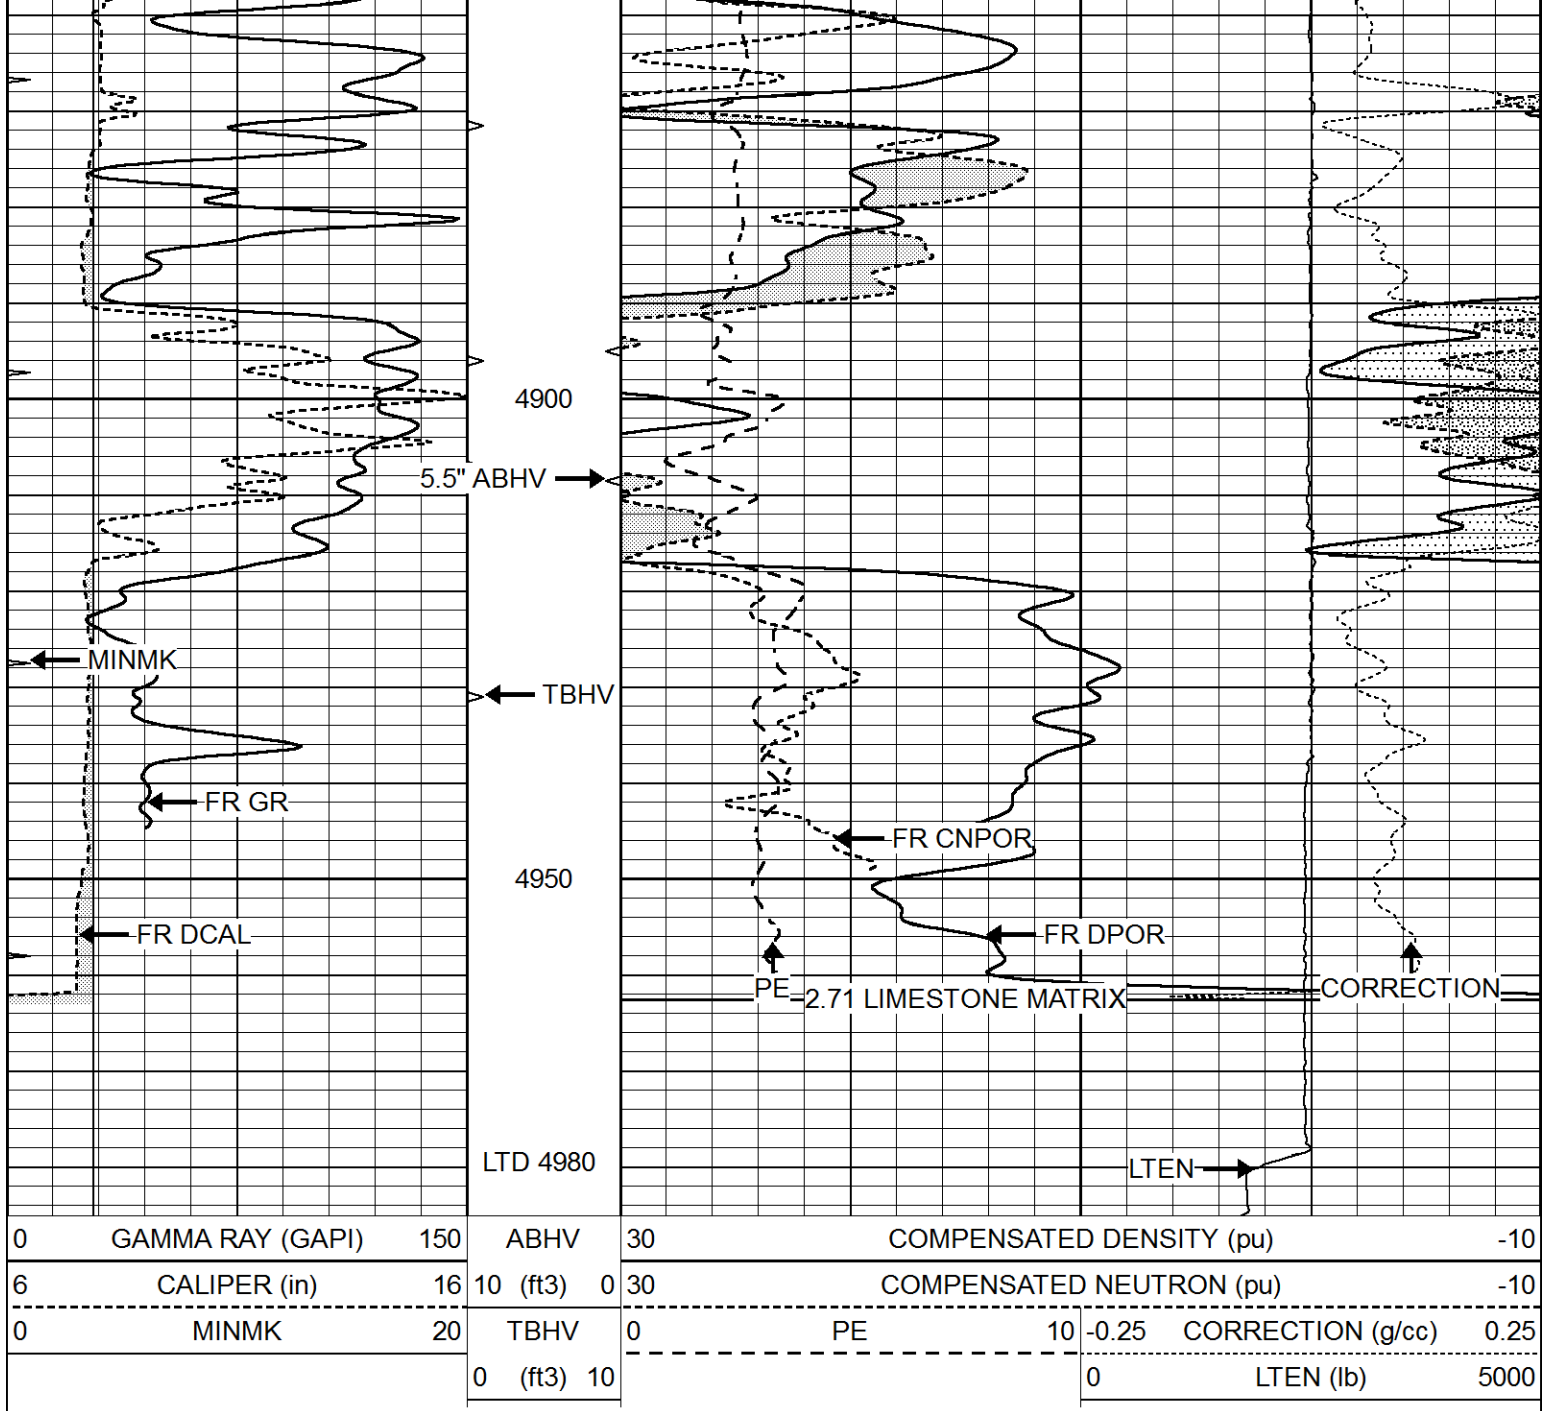 4900
5.5" ABHV
MINMK
TBHV
FR GR
FR CNPOR
4950
FR DCAL
FR DPOR
PE
2.71 LIMESTONE MATRIX
CORRECTION
LTD 4980
LTEN
0 GAMMA RAY (GAPI) 150 ABHV 30 COMPENSATED DENSITY (pu) -10
6 CALIPER (in) 16 10 (ft3) 0 30 COMPENSATED NEUTRON (pu) -10
0 MINMK 20 TBHV 0 PE 10 -0.25 CORRECTION (g/cc) 0.25
0 (ft3) 10 0 LTEN (lb) 5000